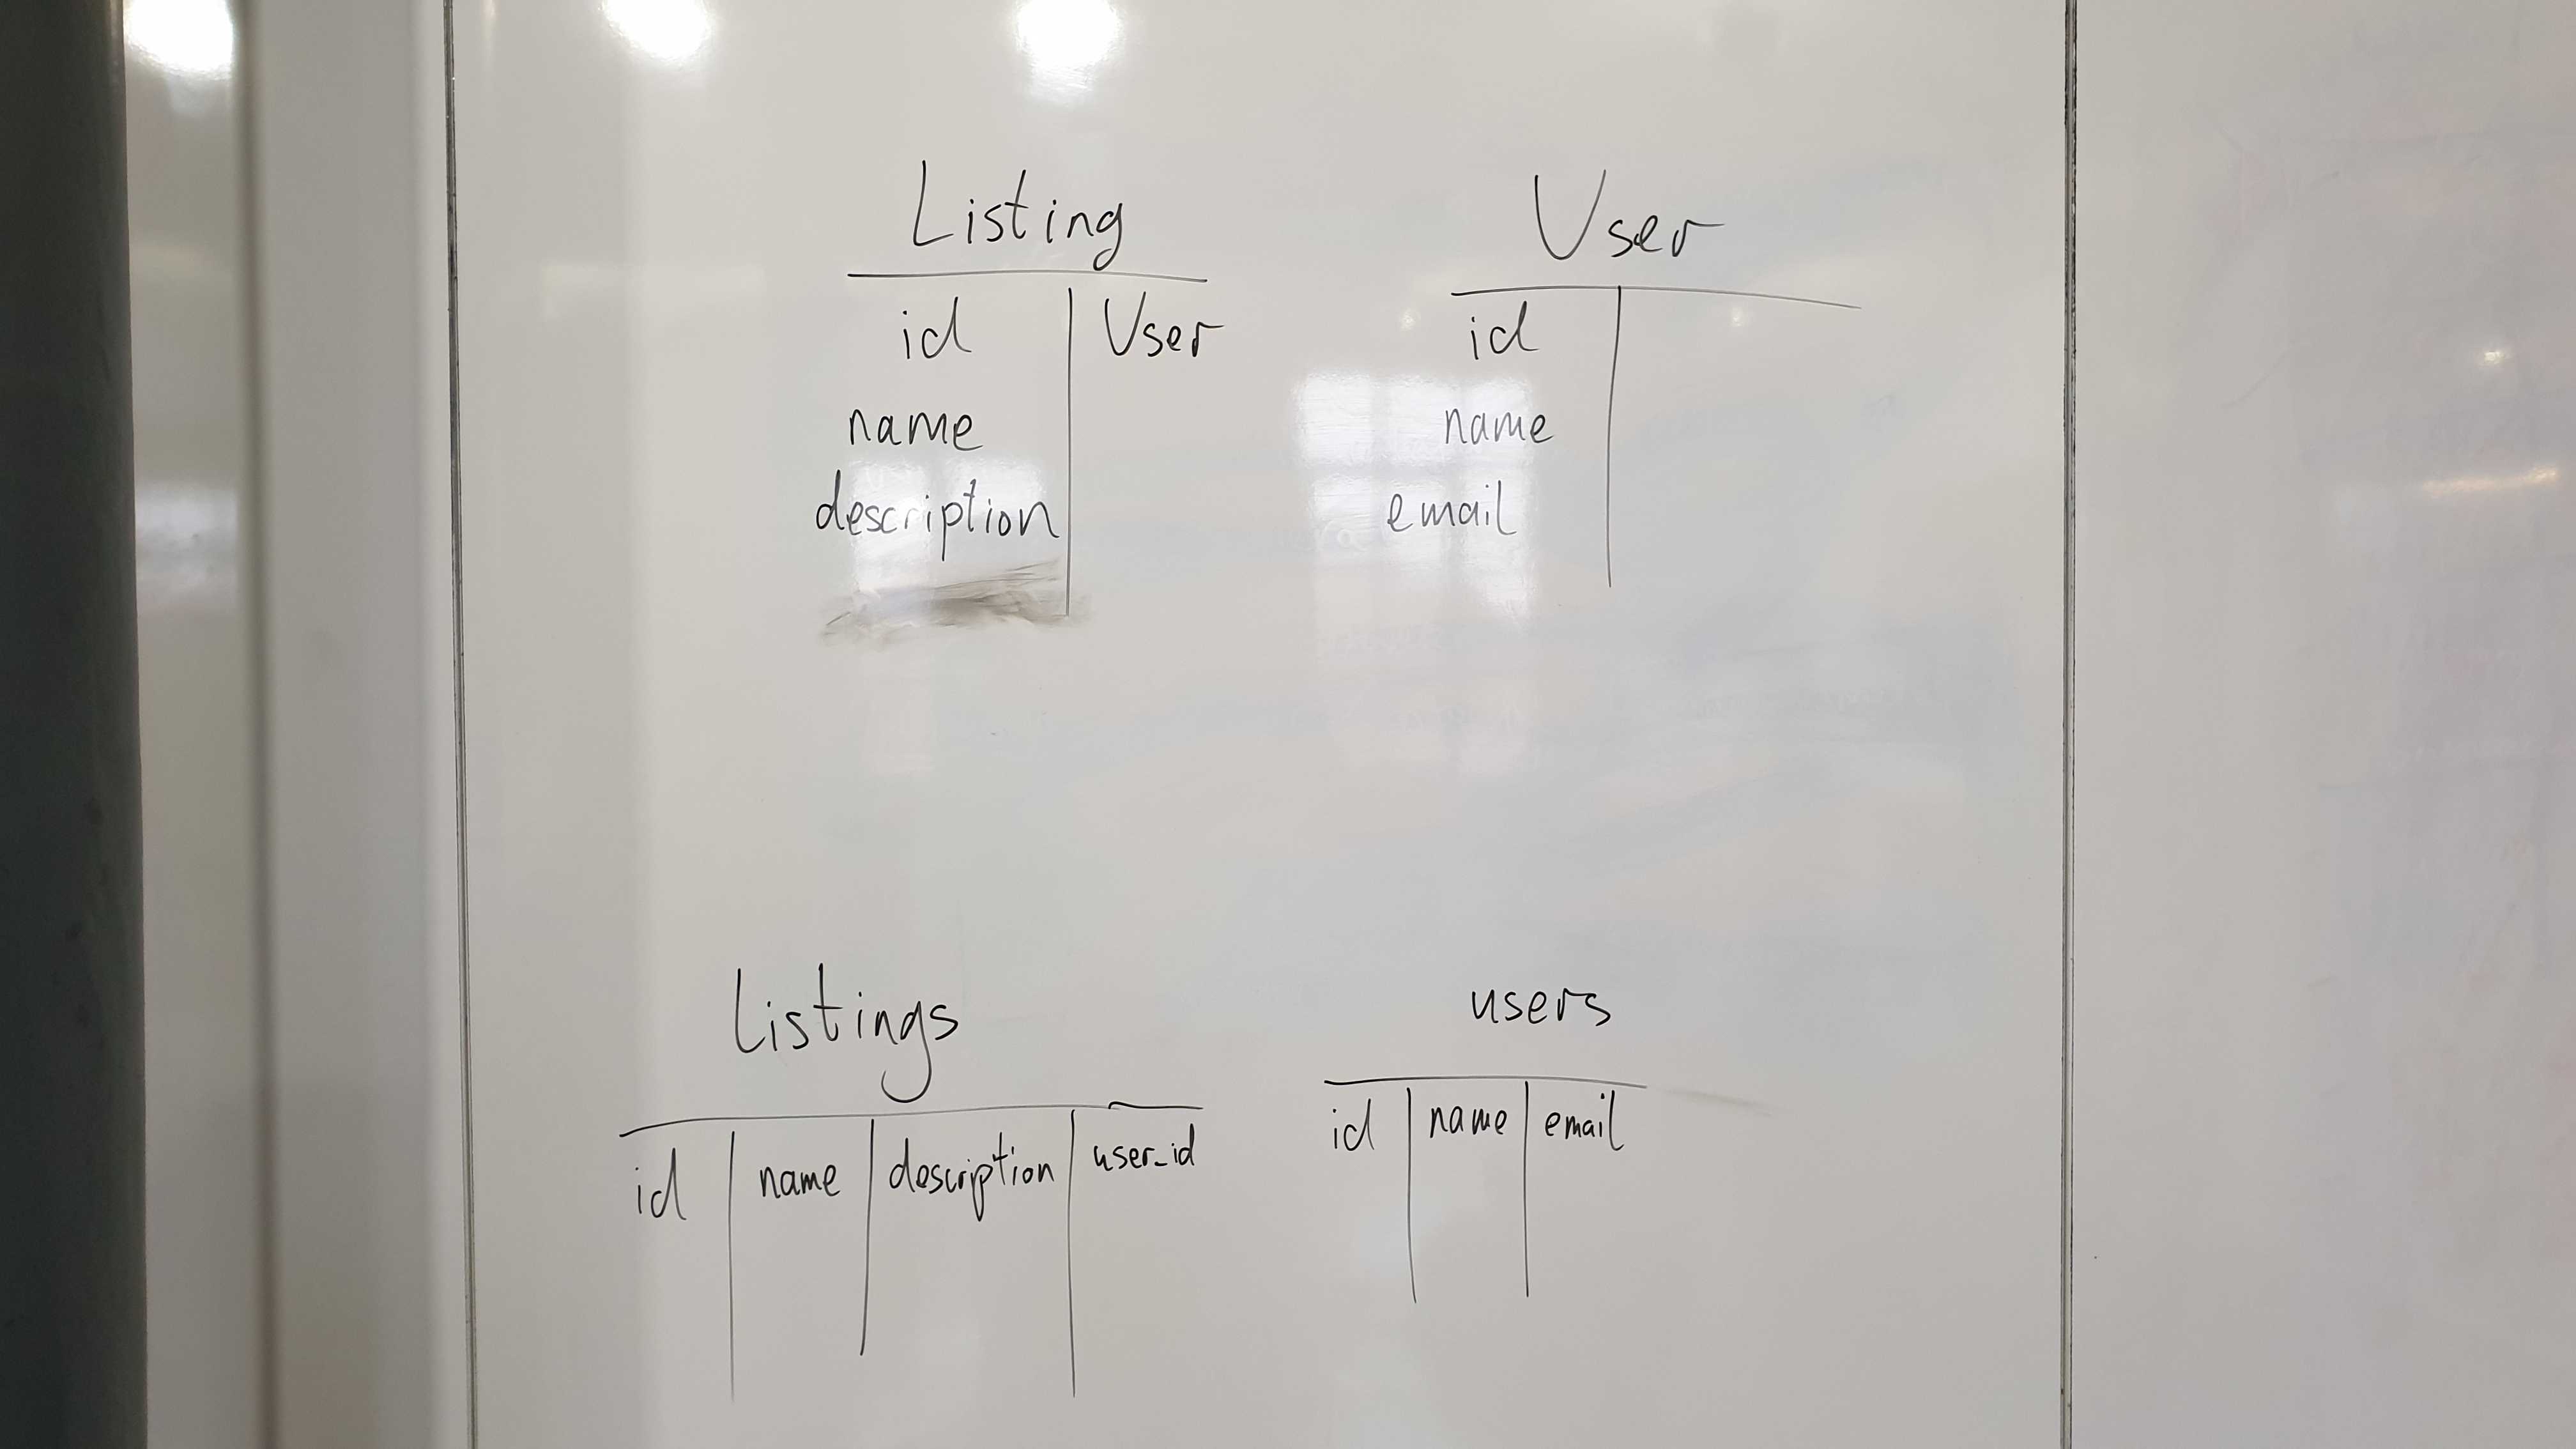 Listing
id User
name
description
User
id
name
email
Listings
id name description user_id
users
id name email